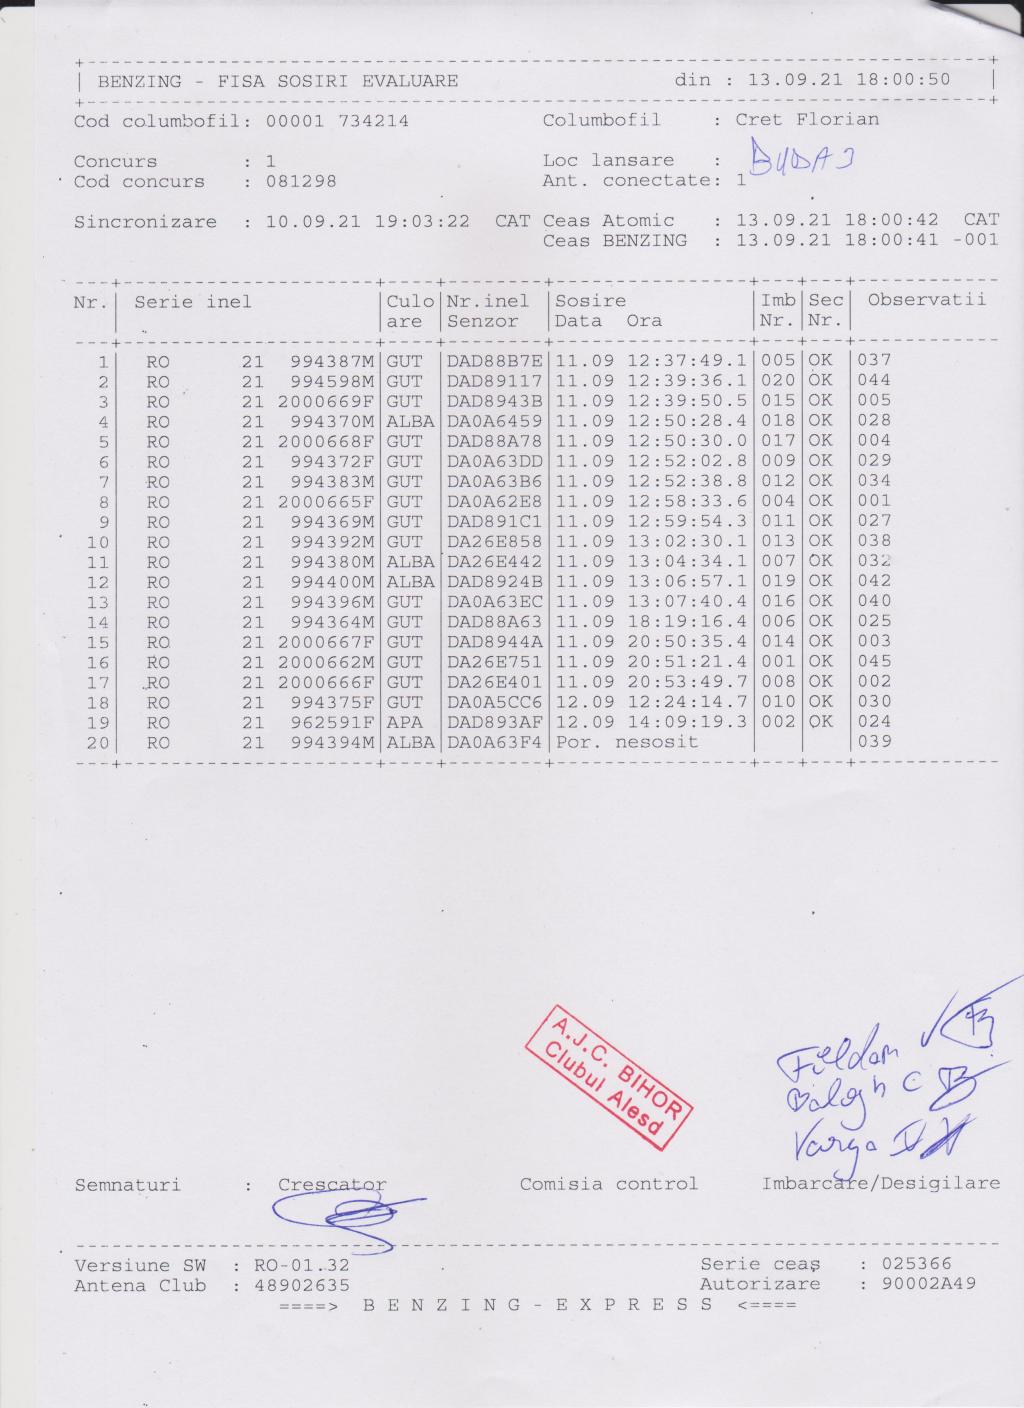 BENZING - FISA SOSIRI EVALUARE din : 13.09.21 18:00:50
Cod columbofil: 00001 734214 Columbofil : Cret Florian
Concurs : 1 Loc lansare : BUDAJ
Cod concurs : 081298 Ant. conectate: 1
Sincronizare : 10.09.21 19:03:22 CAT Ceas Atomic : 13.09.21 18:00:42 CAT
Ceas BENZING : 13.09.21 18:00:41 -001
Nr. Serie inel Culo Nr.inel Sosire Imb Sec Observatii
are Senzor Data Ora Nr. Nr.
1 RO 21 994387M GUT DAD88B7E 11.09 12:37:49.1 005 OK 037
2 RO 21 994598M GUT DAD89117 11.09 12:39:36.1 020 OK 044
3 RO 21 2000669F GUT DAD8943B 11.09 12:39:50.5 015 OK 005
4 RO 21 994370M ALBA DA0A6459 11.09 12:50:28.4 018 OK 028
5 RO 21 2000668F GUT DAD88A78 11.09 12:50:30.0 017 OK 004
6 RO 21 994372F GUT DA0A63DD 11.09 12:52:02.8 009 OK 029
7 RO 21 994383M GUT DA0A63B6 11.09 12:52:38.8 012 OK 034
8 RO 21 2000665F GUT DA0A62E8 11.09 12:58:33.6 004 OK 001
9 RO 21 994369M GUT DAD891C1 11.09 12:59:54.3 011 OK 027
10 RO 21 994392M GUT DA26E858 11.09 13:02:30.1 013 OK 038
11 RO 21 994380M ALBA DA26E442 11.09 13:04:34.1 007 OK 032
12 RO 21 994400M ALBA DAD8924B 11.09 13:06:57.1 019 OK 042
13 RO 21 994396M GUT DA0A63EC 11.09 13:07:40.4 016 OK 040
14 RO 21 994364M GUT DAD88A63 11.09 18:19:16.4 006 OK 025
15 RO 21 2000667F GUT DAD8944A 11.09 20:50:35.4 014 OK 003
16 RO 21 2000662M GUT DA26E751 11.09 20:51:21.4 001 OK 045
17 RO 21 2000666F GUT DA26E401 11.09 20:53:49.7 008 OK 002
18 RO 21 994375F GUT DA0A5CC6 12.09 12:24:14.7 010 OK 030
19 RO 21 962591F APA DAD893AF 12.09 14:09:19.3 002 OK 024
20 RO 21 994394M ALBA DA0A63F4 Por. nesosit 039
A.J.C. BIHOR
Clubul Alesd
Balogh C
Varga
Semnaturi : Crescator Comisia control Imbarcare/Desigilare
Versiune SW : RO-01.32 Serie ceaş : 025366
Antena Club : 48902635 Autorizare : 90002A49
====> B E N Z I N G - E X P R E S S <====